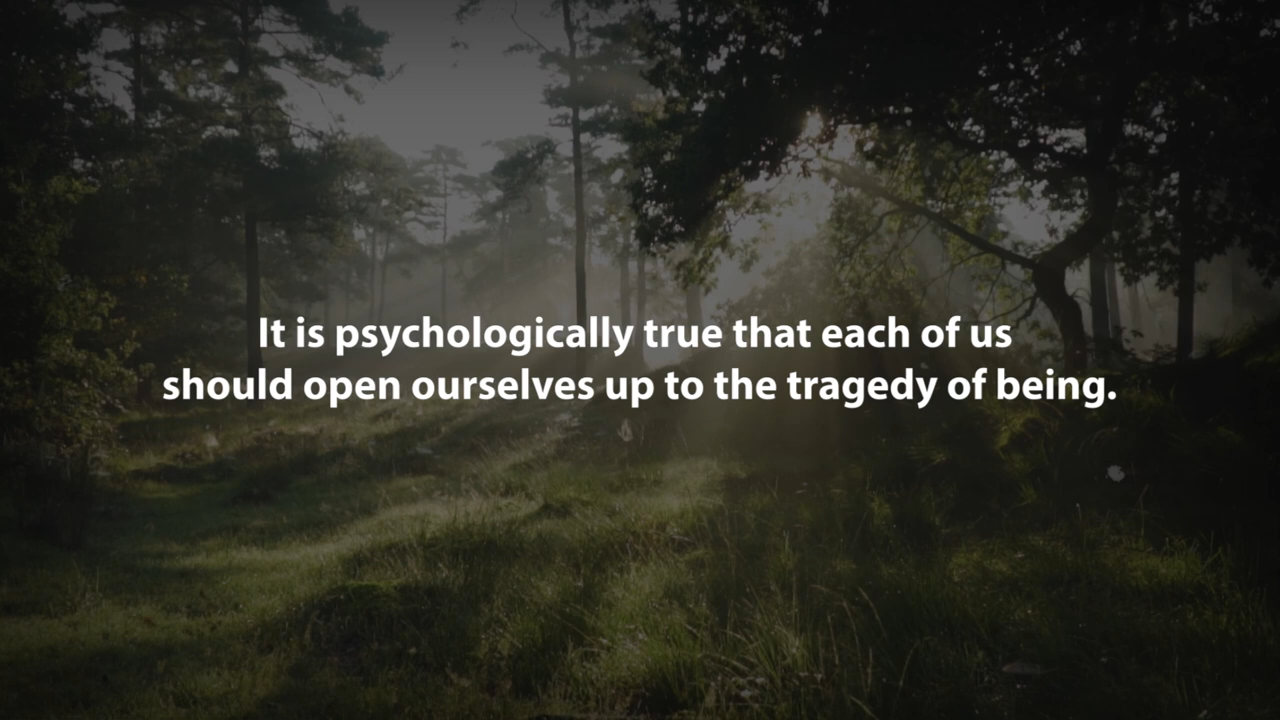 It is psychologically true that each of us
should open ourselves up to the tragedy of being.